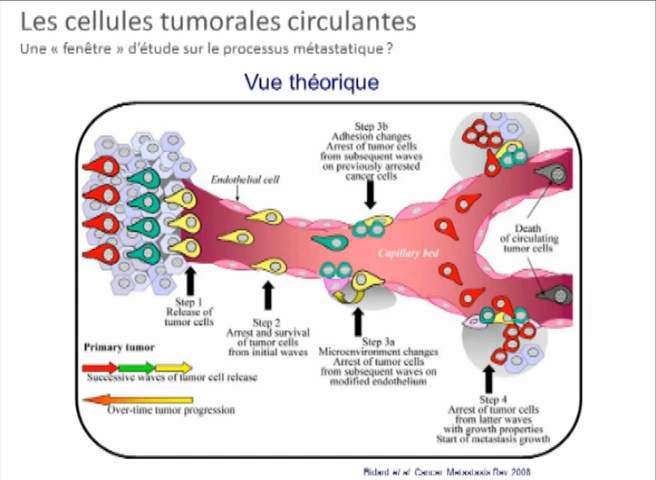 Les cellules tumorales circulantes
Une « fenêtre » d'étude sur le processus métastatique ?
Vue théorique
Step 3b
Adhesion changes
Arrest of tumor cells
from subsequent waves
on previously arrested
cancer cells
Endothelial cell
Death
of circulating
tumor cells
Capillary bed
Step 1
Release of
tumor cells
Step 2
Arrest and survival
of tumor cells
from initial waves
Step 3a
Microenvironment changes
Arrest of tumor cells
from subsequent waves on
modified endothelium
Primary tumor
Successive waves of tumor cell release
Over-time tumor progression
Step 4
Arrest of tumor cells
from latter waves
with growth properties
Start of metastasis growth
et al Cancer Metastasis Rev 2008